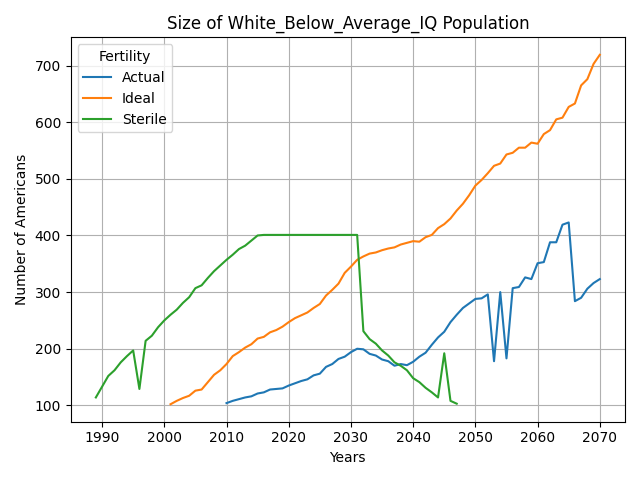 Size of White_Below_Average_IQ Population
Fertility
Actual
Ideal
Sterile
700
600
500
400
300
200
100
Number of Americans
1990 2000 2010 2020 2030 2040 2050 2060 2070
Years